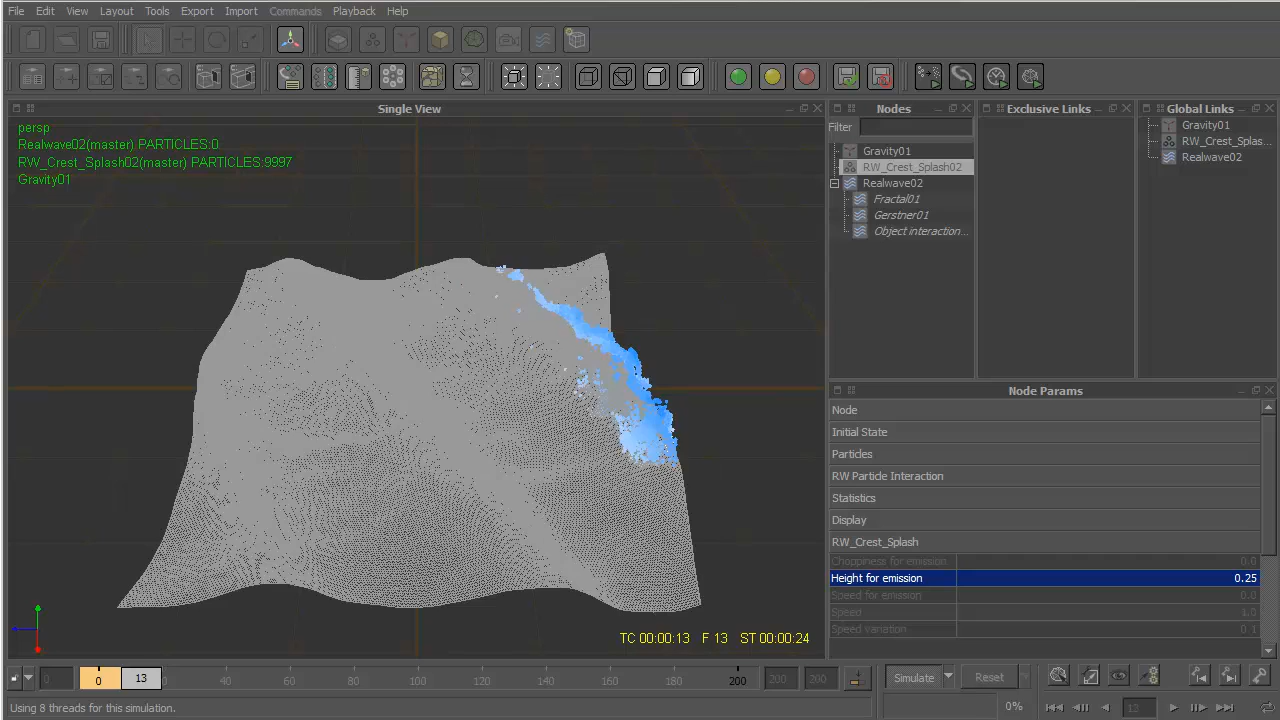 File Edit View Layout Tools Export Import Commands Playback Help
Single View
persp
Realwave02(master) PARTICLES:0
RW_Crest_Splash02(master) PARTICLES:9997
Gravity01
TC 00:00:13 F 13 ST 00:00:24
Nodes
Filter
Gravity01
RW_Crest_Splash02
Realwave02
Fractal01
Gerstner01
Object interaction...
Exclusive Links
Global Links
Gravity01
RW_Crest_Splas...
Realwave02
Node Params
Node
Initial State
Particles
RW Particle Interaction
Statistics
Display
RW_Crest_Splash
Choppiness for emission 0.0
Height for emission 0.25
Speed for emission 0.0
Speed 1.0
Speed variation 0.1
0 0 13 40 60 80 100 120 140 160 180 200 200 200
Simulate Reset
Using 8 threads for this simulation.
0% 13